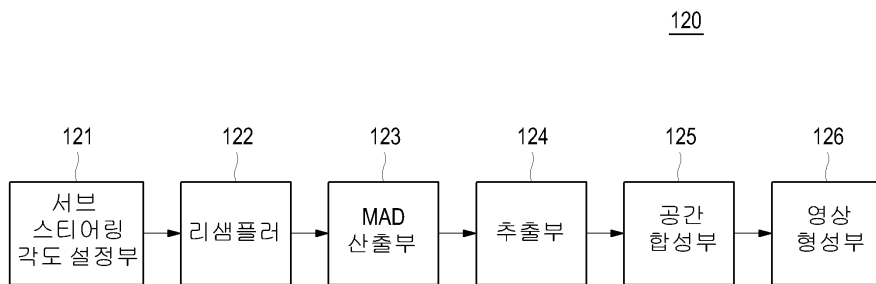 120
121
122
123
124
125
126
서브
스티어링
각도 설정부
리샘플러
MAD
산출부
추출부
공간
합성부
영상
형성부